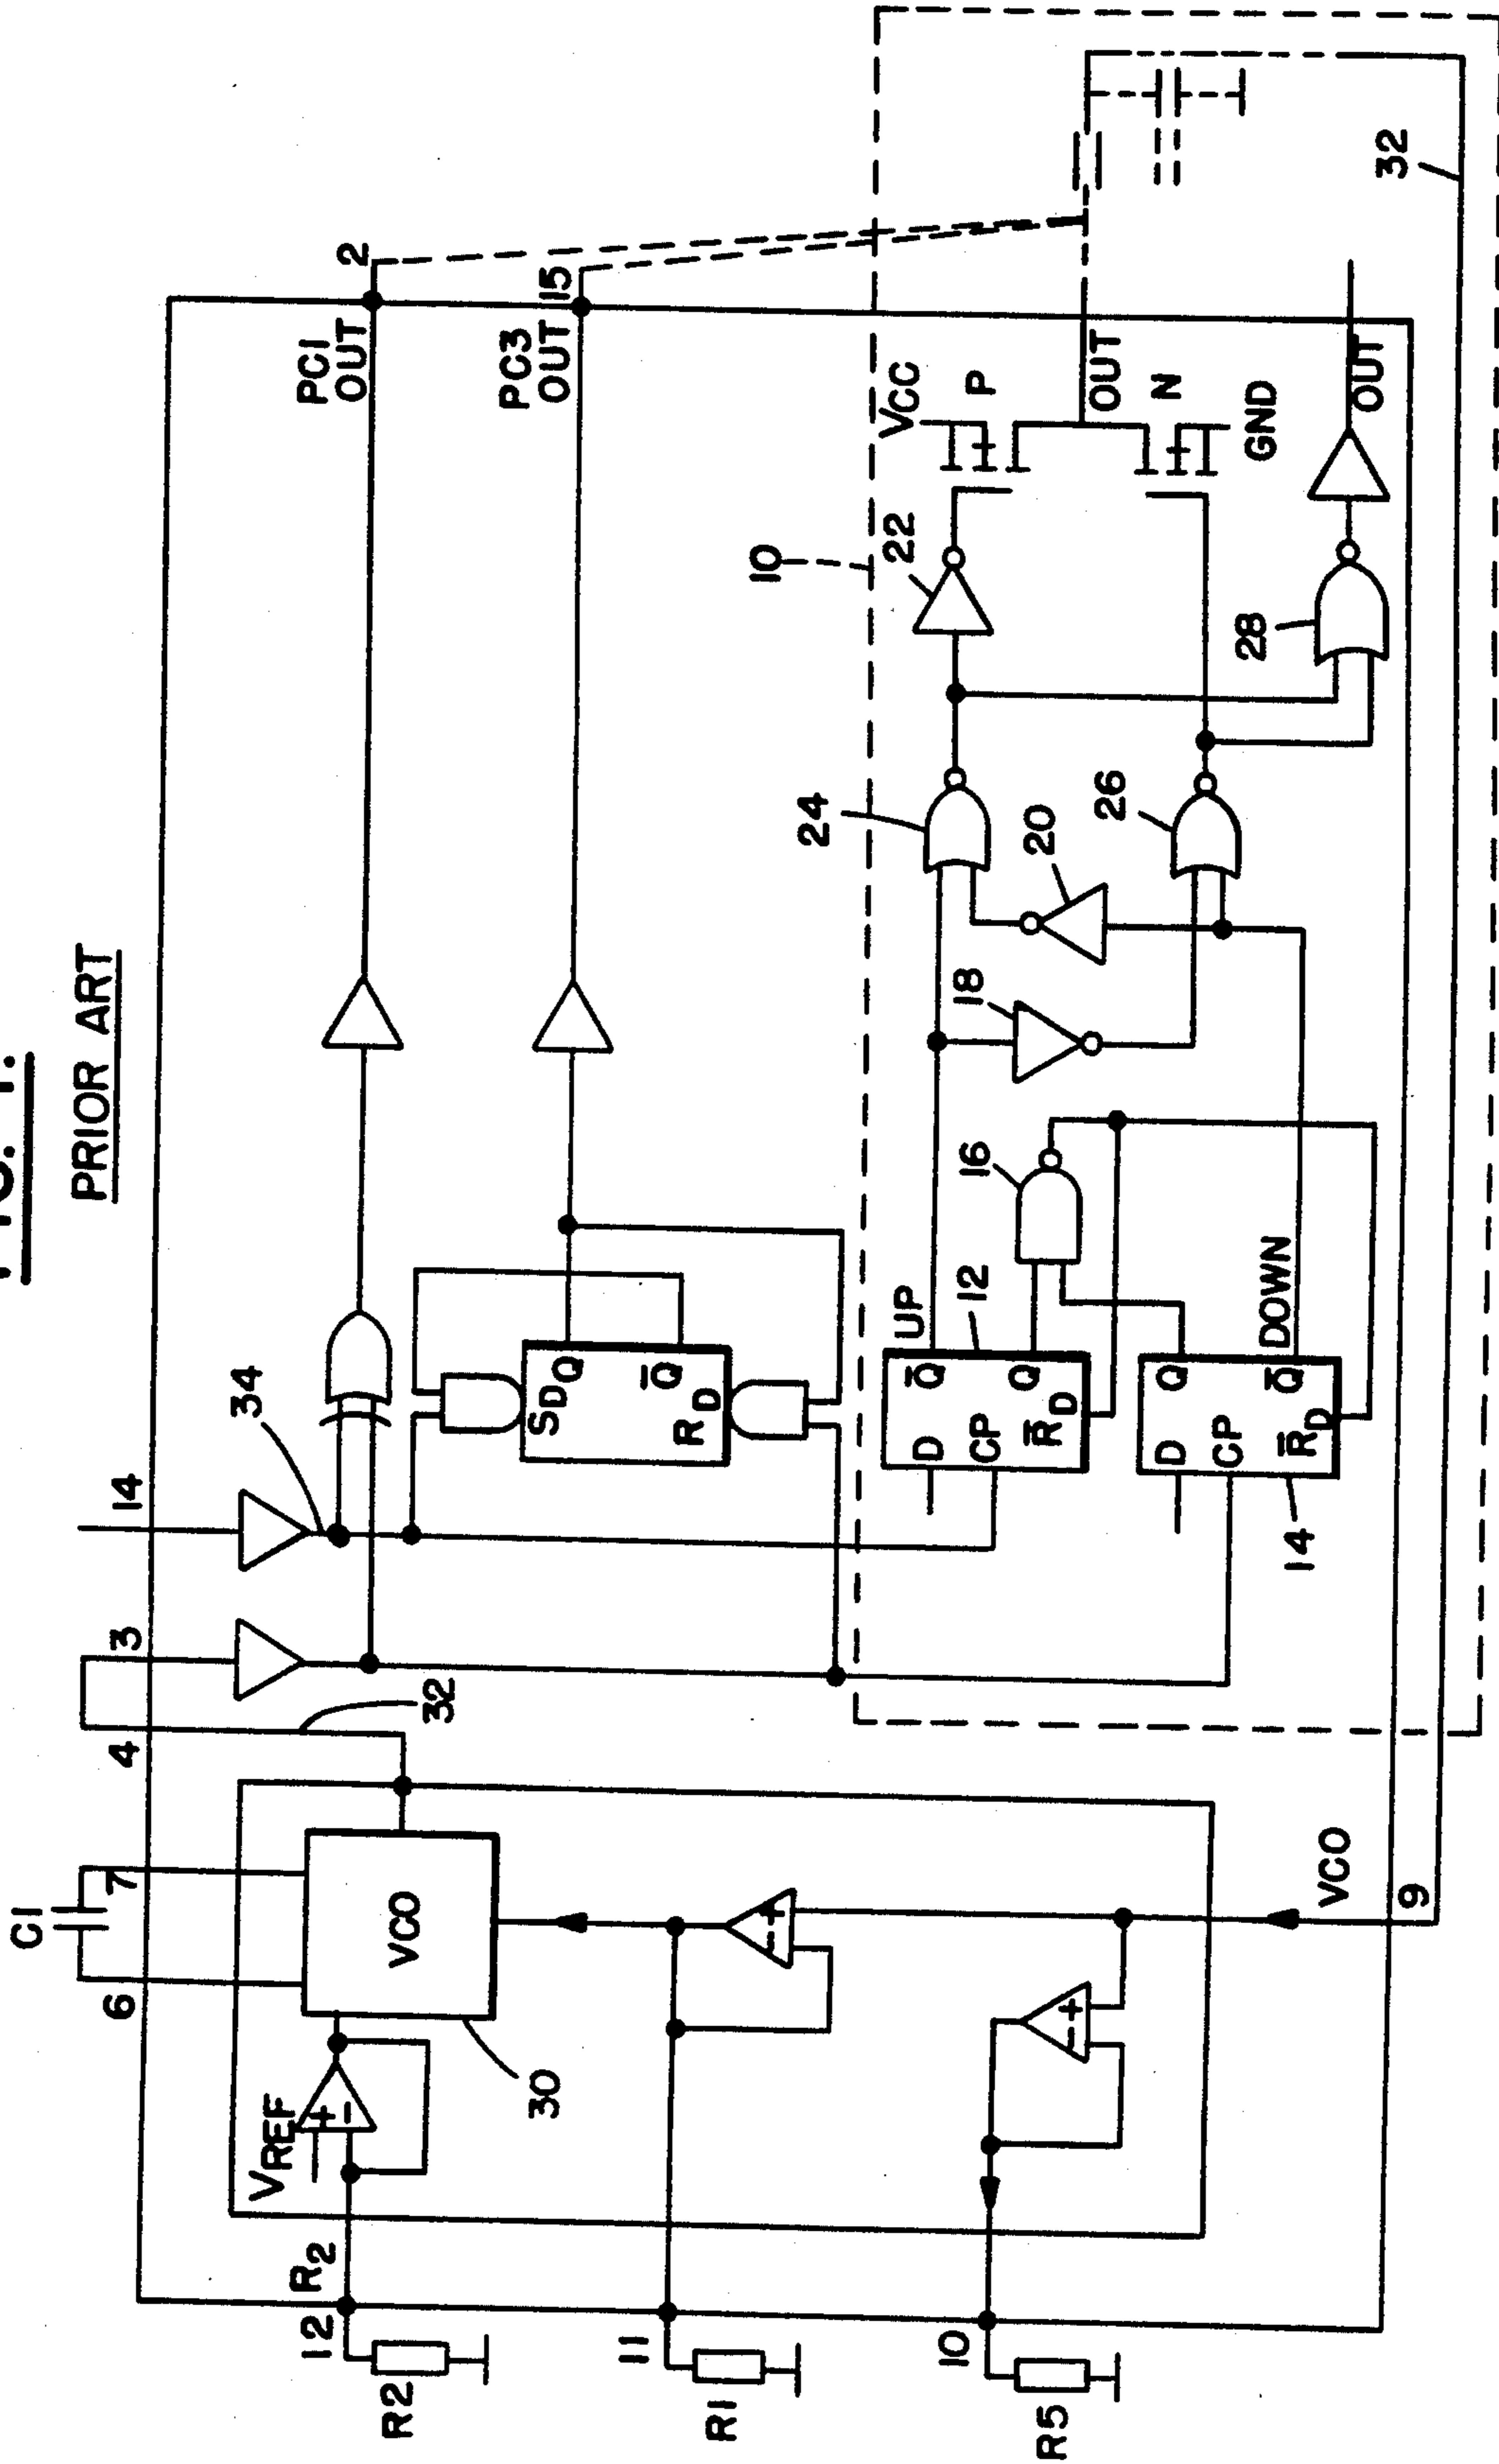 PRIOR ART
C1
6
7
4
3
14
34
32
VREF
+
−
VCO
30
R2
12
R2
11
R1
10
R5
− +
− +
VCO
9
PC1
OUT
2
PC3
OUT
15
SD
Q
Q̅
RD
10
UP
D
Q̅
CP
Q
R̅D
12
16
18
20
22
24
26
28
D
Q
CP
Q̅
R̅D
14
DOWN
VCC
P
OUT
N
GND
OUT
32